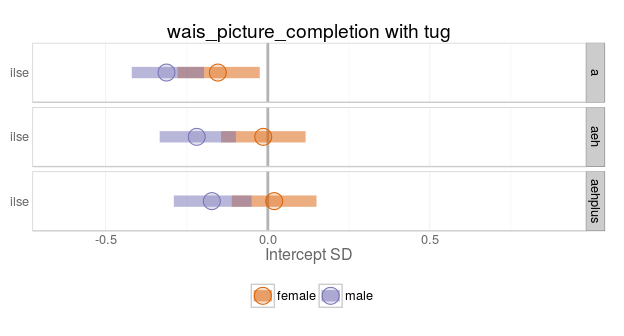 wais_picture_completion with tug
ilse
a
ilse
aeh
ilse
aehplus
-0.5 0.0 0.5
Intercept SD
female male